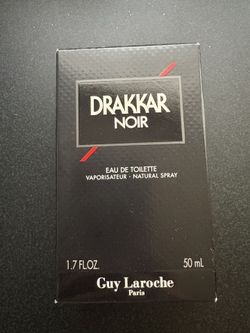 DRAKKAR
NOIR
EAU DE TOILETTE
VAPORISATEUR - NATURAL SPRAY
1.7 FL.OZ. 50 mL
Guy Laroche
Paris